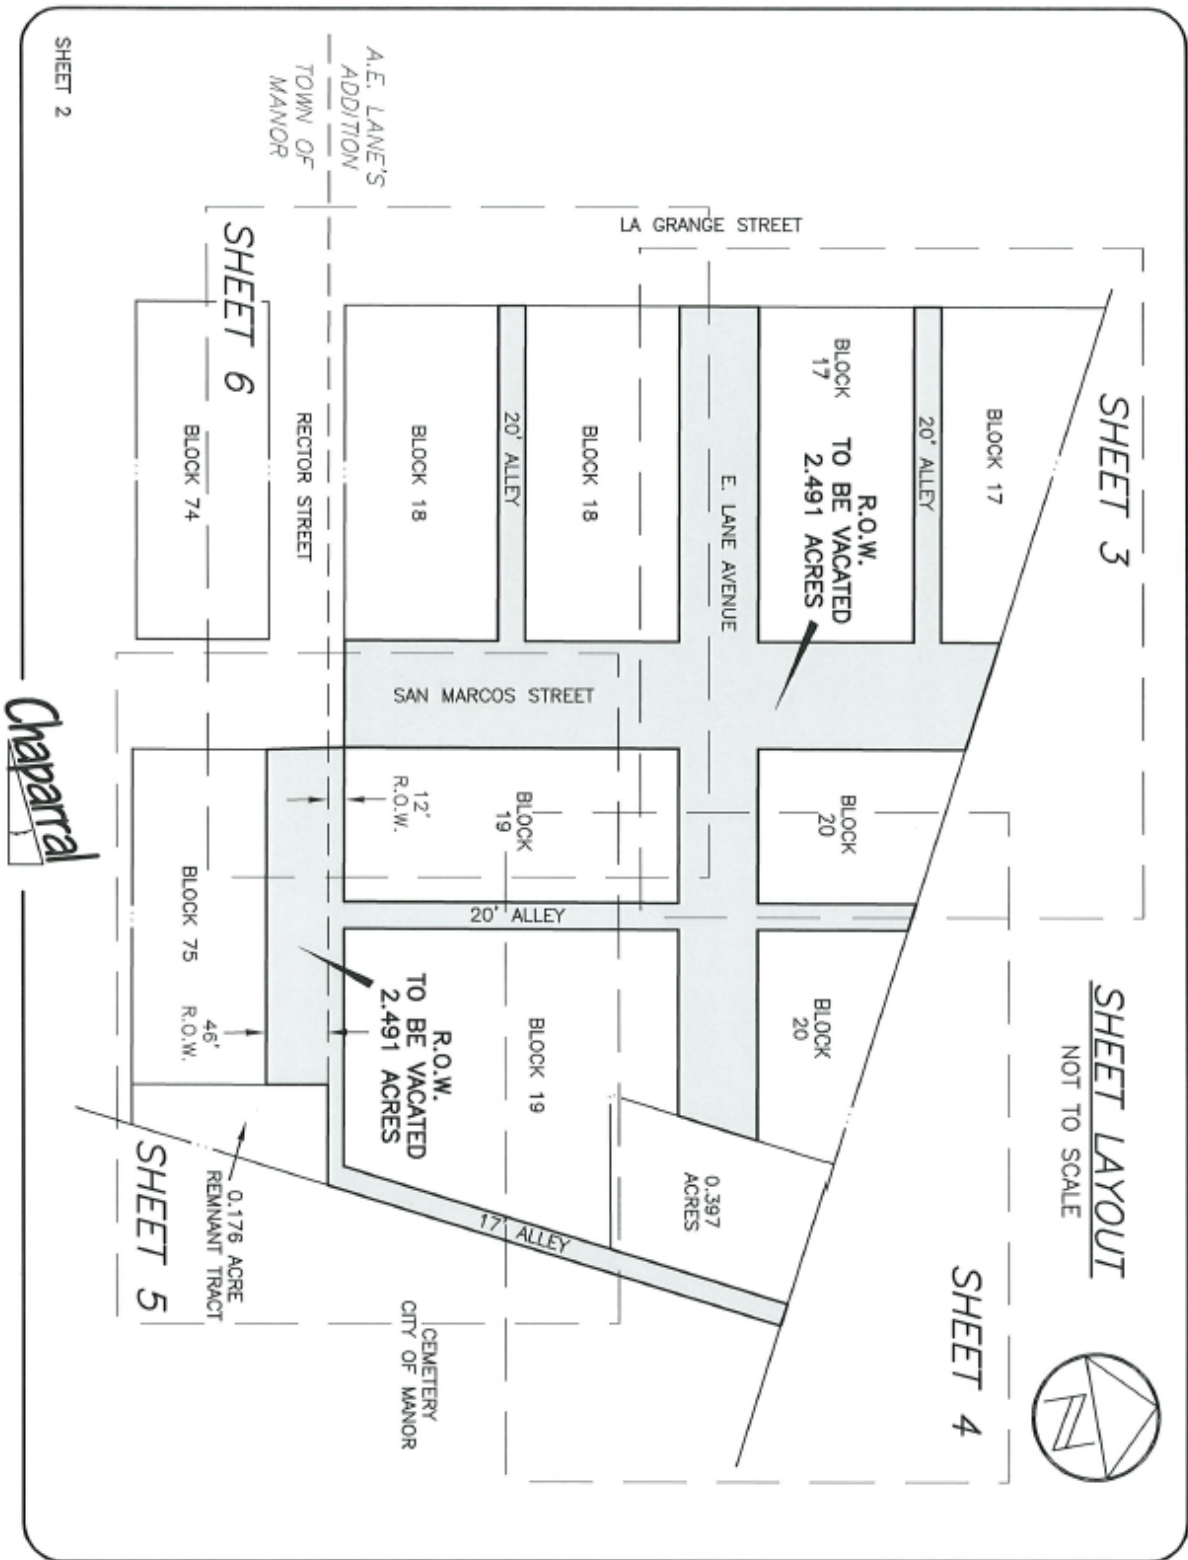 SHEET LAYOUT
NOT TO SCALE
N
SHEET 3
SHEET 4
LA GRANGE STREET
BLOCK 17
20' ALLEY
BLOCK
17
R.O.W.
TO BE VACATED
2.491 ACRES
E. LANE AVENUE
BLOCK
20
BLOCK
20
0.397
ACRES
BLOCK 18
20' ALLEY
BLOCK 18
SAN MARCOS STREET
BLOCK
19
20' ALLEY
BLOCK 19
12'
R.O.W.
R.O.W.
TO BE VACATED
2.491 ACRES
17' ALLEY
CEMETERY
CITY OF MANOR
A.E. LANE'S
ADDITION
TOWN OF
MANOR
RECTOR STREET
SHEET 6
BLOCK 74
BLOCK 75
46'
R.O.W.
0.176 ACRE
REMNANT TRACT
SHEET 5
SHEET 2
Chaparral